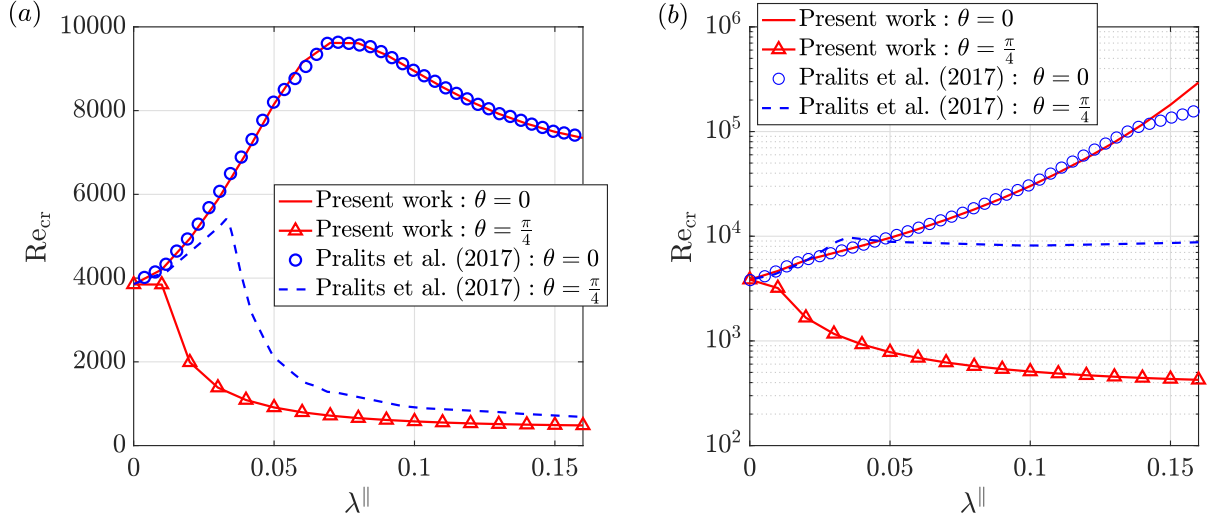 (a)
10000
8000
6000
4000
2000
0
Re_cr
Present work : θ = 0
Present work : θ = π/4
Pralits et al. (2017) : θ = 0
Pralits et al. (2017) : θ = π/4
0 0.05 0.1 0.15
λ^∥
(b)
Present work : θ = 0
Present work : θ = π/4
Pralits et al. (2017) : θ = 0
Pralits et al. (2017) : θ = π/4
10^6
10^5
10^4
10^3
10^2
Re_cr
0 0.05 0.1 0.15
λ^∥